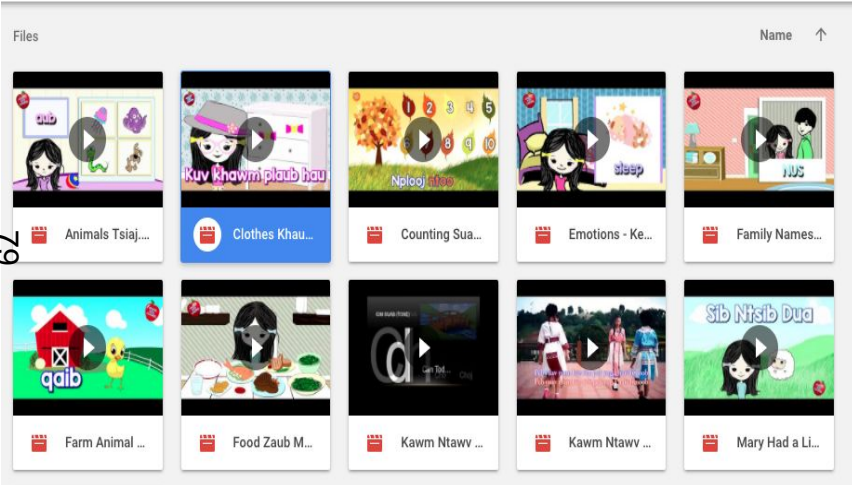 Files
Name
aub
Kuv khawm plaub hau
1 2 3 4 5
6 7 8 9 10
Nplooj ntoo
sleep
NUS
Animals Tsiaj....
Clothes Khau...
Counting Sua...
Emotions - Ke...
Family Names...
62
qaib
Sib Ntsib Dua
Farm Animal ...
Food Zaub M...
Kawm Ntawv ...
Kawm Ntawv ...
Mary Had a Li...